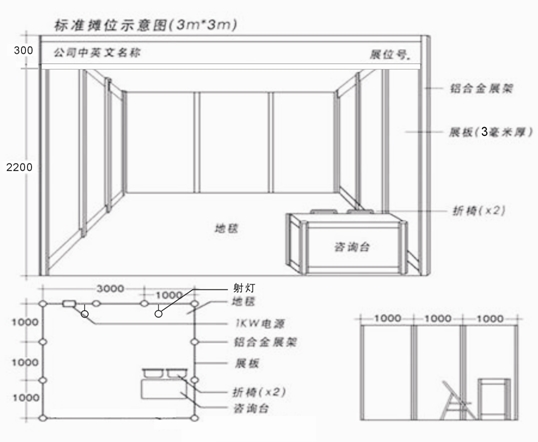 标准摊位示意图(3m*3m)
300
公司中英文名称
展位号。
铝合金展架
展板(3毫米厚)
2200
折椅(x2)
地毯
咨询台
3000
1000
射灯
地毯
1000
1KW电源
1000 1000 1000
铝合金展架
1000
展板
1000
折椅(x2)
咨询台